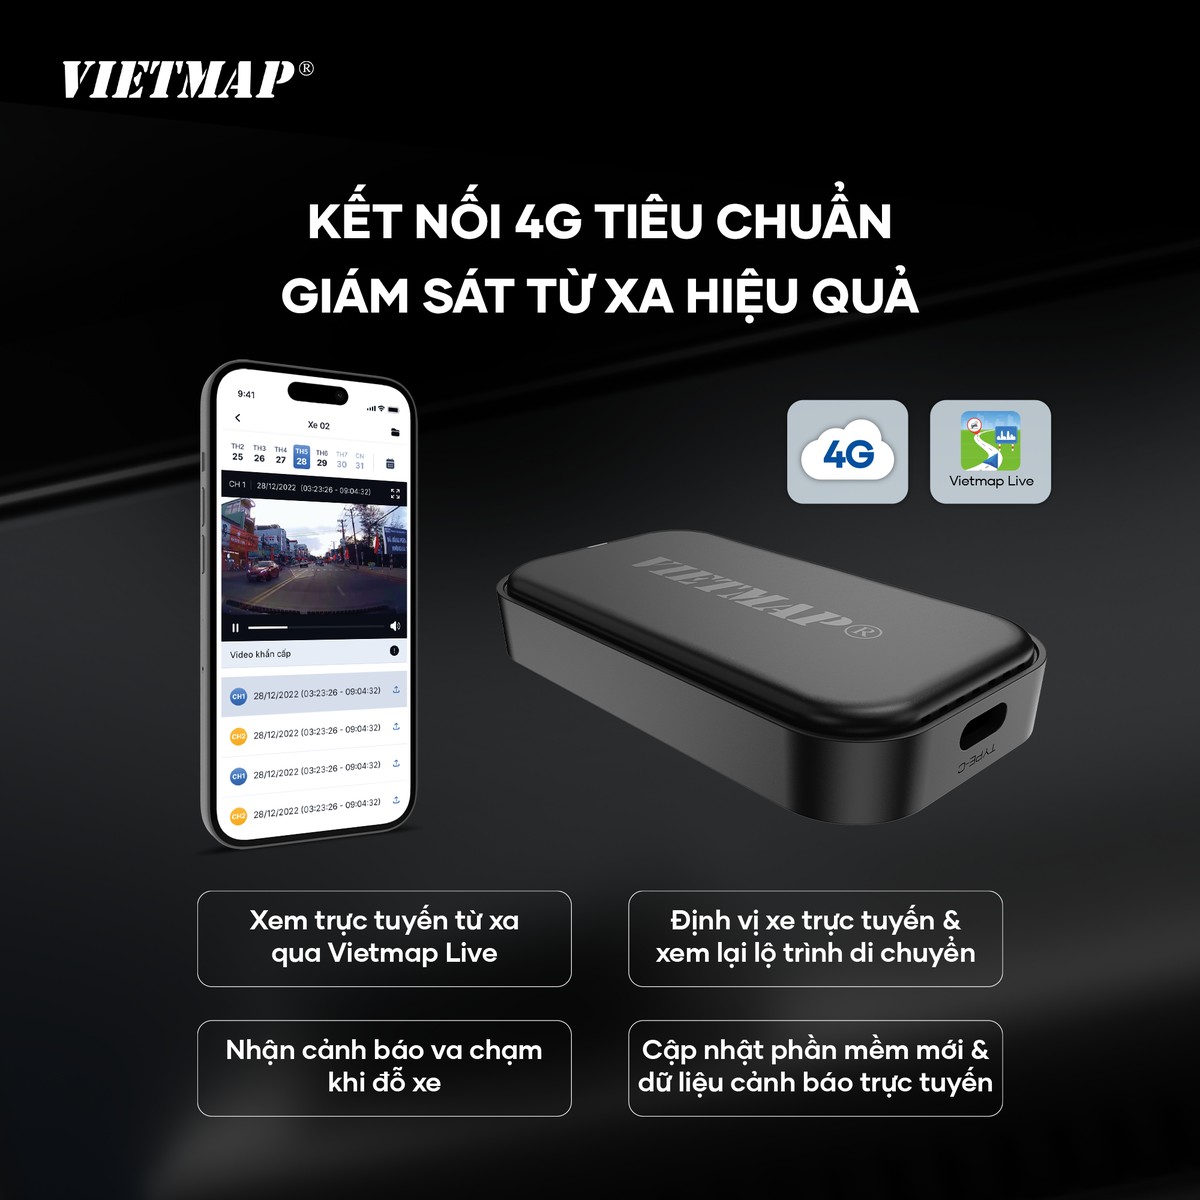 VIETMAP®
KẾT NỐI 4G TIÊU CHUẨN
GIÁM SÁT TỪ XA HIỆU QUẢ
9:41
Xe 02
TH2 TH3 TH4 TH5 TH6 TH7 CN
25 26 27 28 29 30 31
CH 1 28/12/2022 (03:23:26 - 09:04:32)
Video khẩn cấp
CH1 28/12/2022 (03:23:26 - 09:04:32)
CH2 28/12/2022 (03:23:26 - 09:04:32)
CH1 28/12/2022 (03:23:26 - 09:04:32)
CH2 28/12/2022 (03:23:26 - 09:04:32)
4G
Vietmap Live
VIETMAP®
TYPE-C
Xem trực tuyến từ xa
qua Vietmap Live
Định vị xe trực tuyến &
xem lại lộ trình di chuyển
Nhận cảnh báo va chạm
khi đỗ xe
Cập nhật phần mềm mới &
dữ liệu cảnh báo trực tuyến